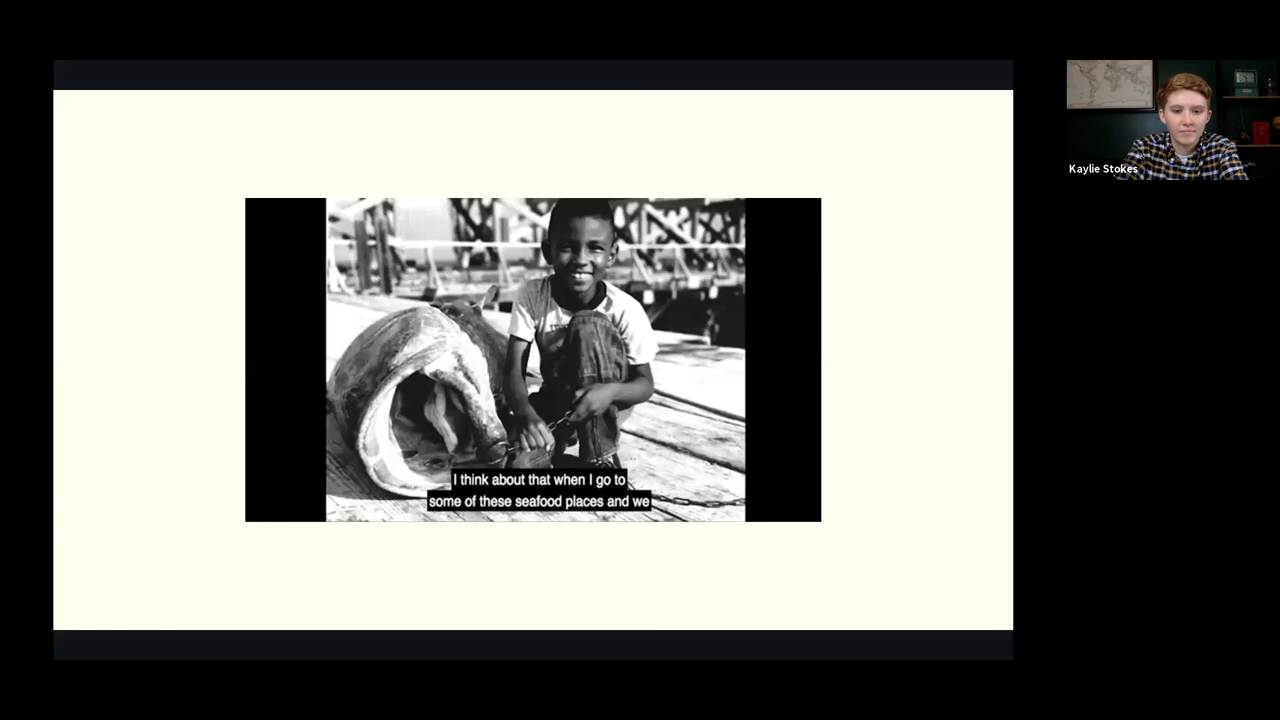 I think about that when I go to
some of these seafood places and we
Kaylie Stokes